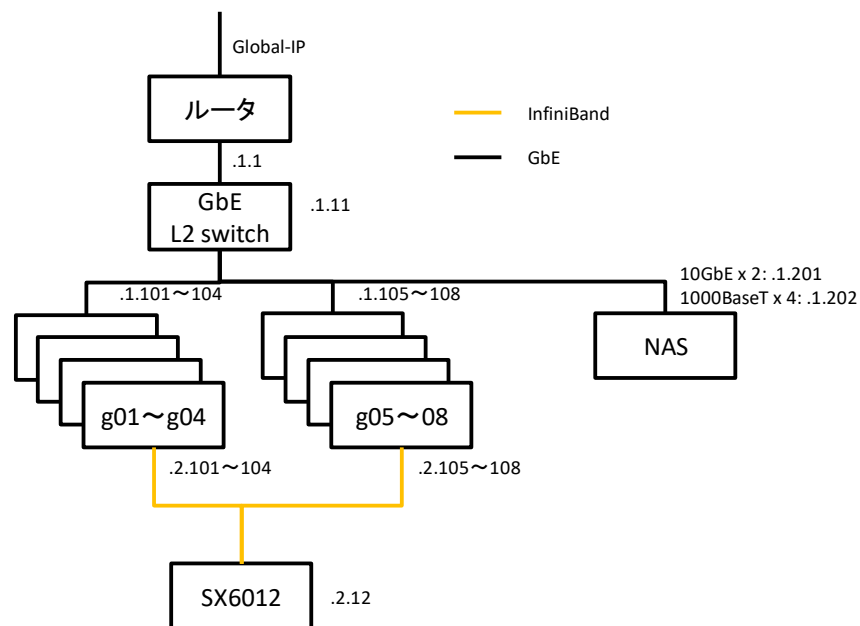 Global-IP
ルータ
InfiniBand
GbE
.1.1
GbE
L2 switch
.1.11
10GbE x 2: .1.201
1000BaseT x 4: .1.202
.1.101～104
.1.105～108
NAS
g01～g04
g05～08
.2.101～104
.2.105～108
SX6012
.2.12